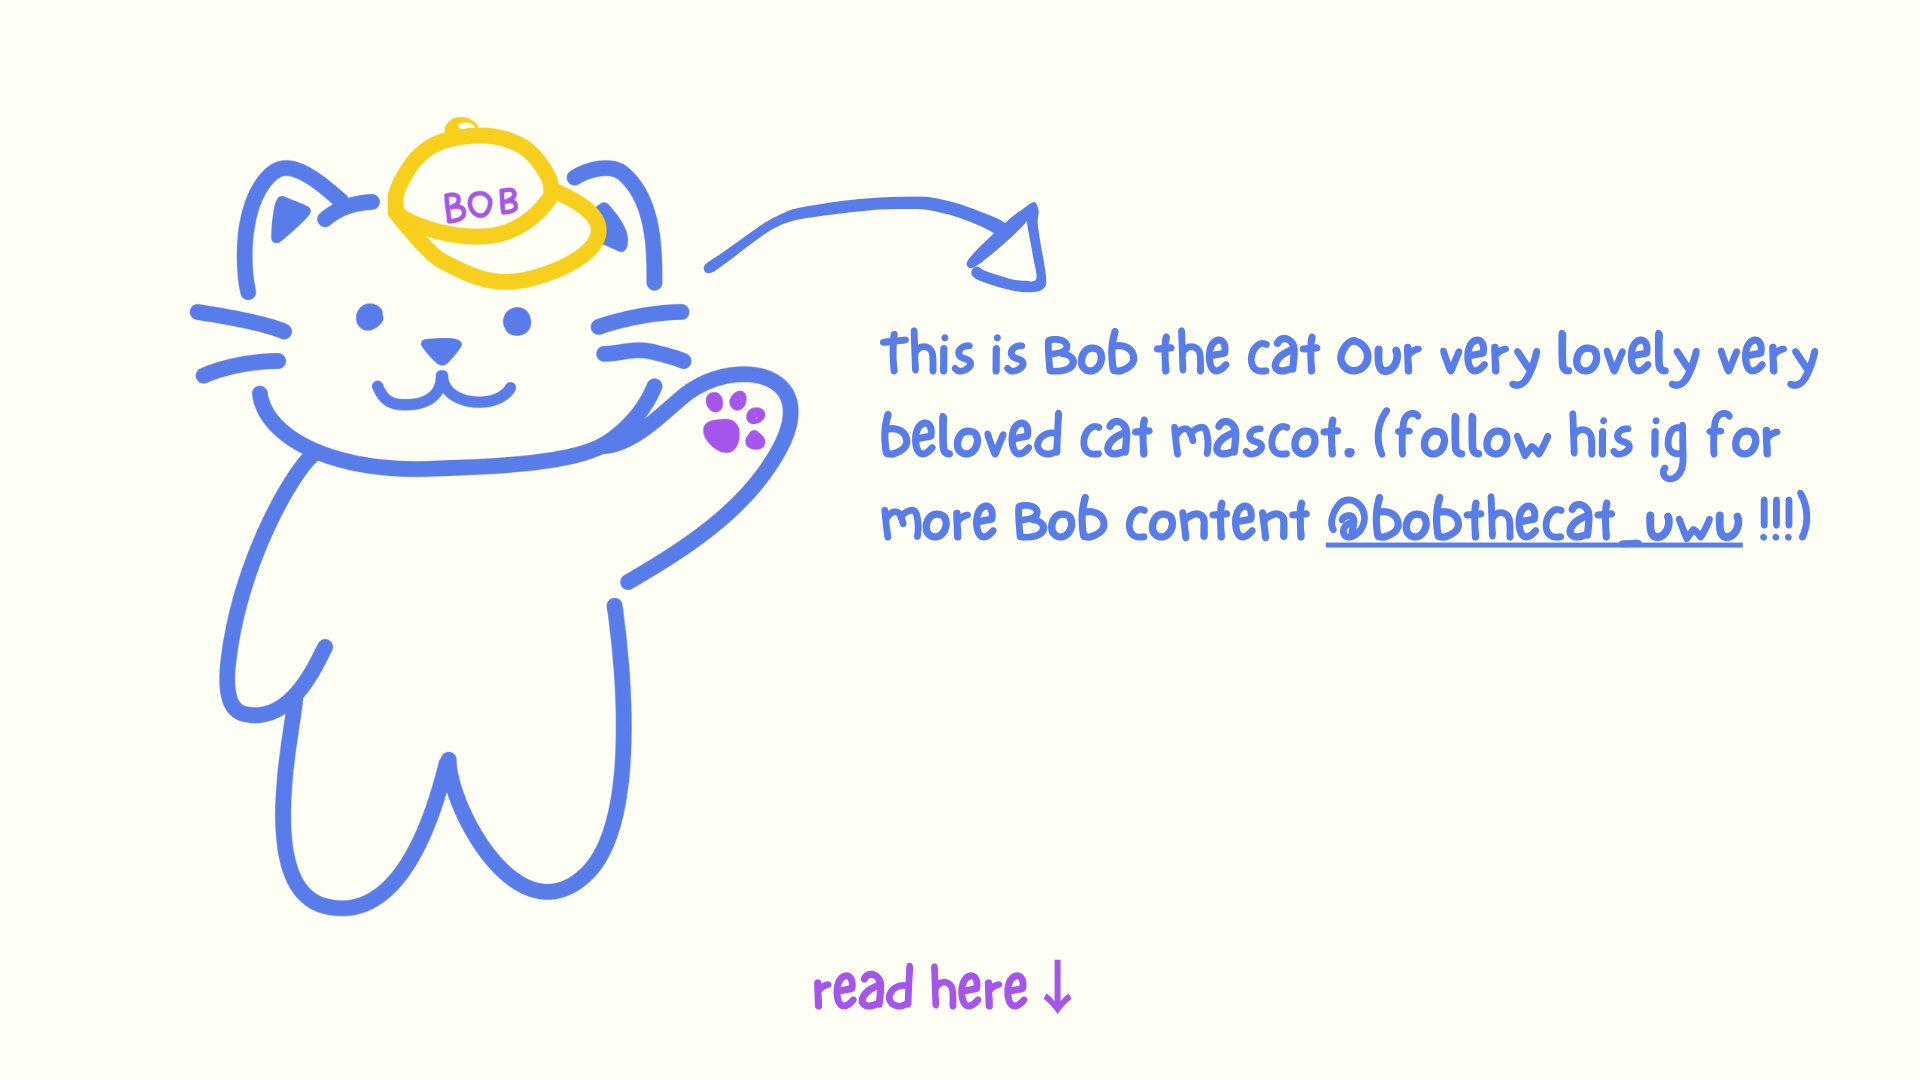 BOB
This is Bob the cat Our very lovely very
beloved cat mascot. (follow his ig for
more Bob content @bobthecat_uwu !!!)
read here ↓